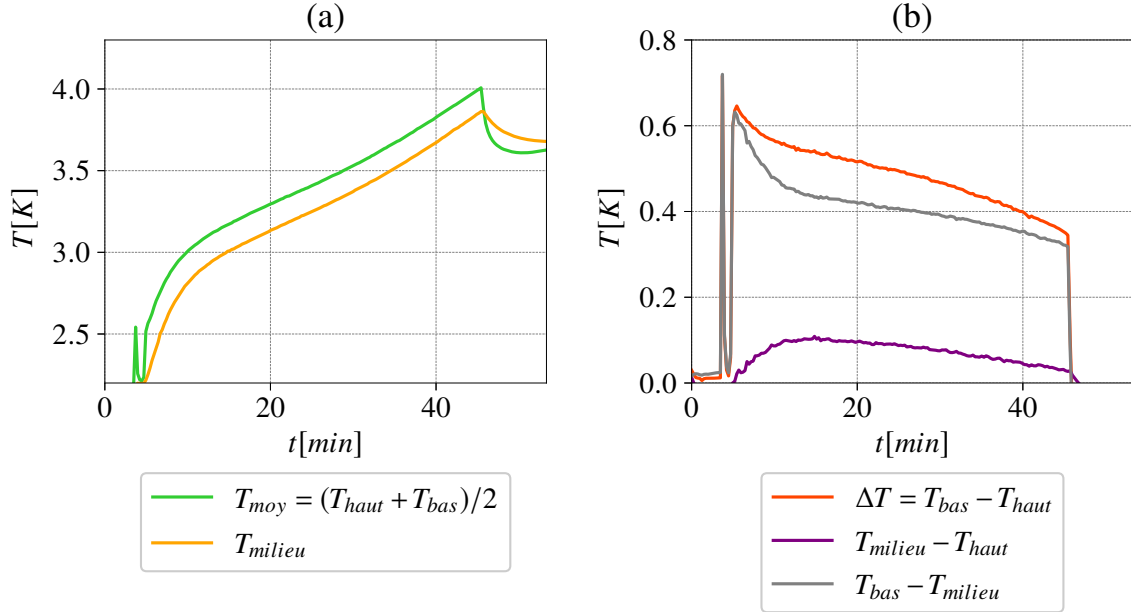 (a)
T[K]
4.0
3.5
3.0
2.5
0
20
40
t[min]
T_moy = (T_haut + T_bas)/2
T_milieu
(b)
T[K]
0.8
0.6
0.4
0.2
0.0
0
20
40
t[min]
ΔT = T_bas − T_haut
T_milieu − T_haut
T_bas − T_milieu